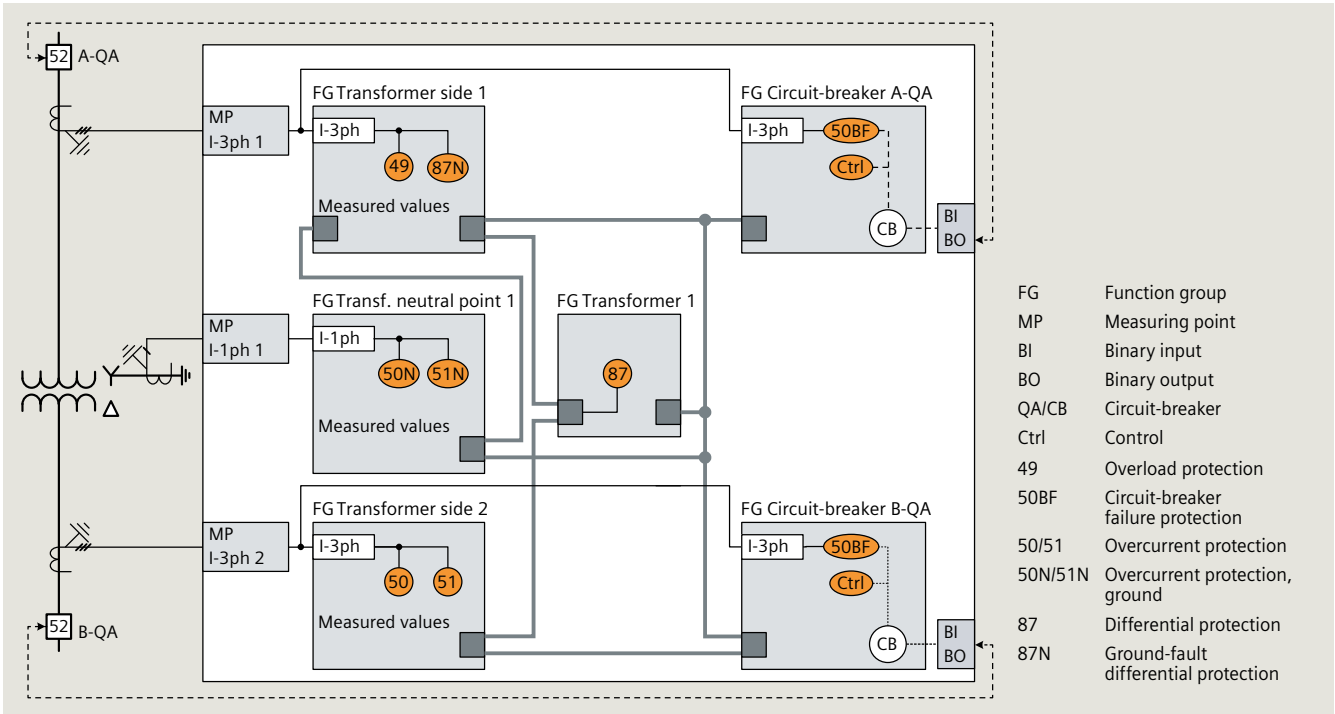 52 A-QA
MP
I-3ph 1
FG Transformer side 1
I-3ph
49
87N
Measured values
FG Circuit-breaker A-QA
I-3ph
50BF
Ctrl
CB
BI
BO
MP
I-1ph 1
Y
Δ
FG Transf. neutral point 1
I-1ph
50N
51N
Measured values
FG Transformer 1
87
MP
I-3ph 2
52 B-QA
FG Transformer side 2
I-3ph
50
51
Measured values
FG Circuit-breaker B-QA
I-3ph
50BF
Ctrl
CB
BI
BO
FG Function group
MP Measuring point
BI Binary input
BO Binary output
QA/CB Circuit-breaker
Ctrl Control
49 Overload protection
50BF Circuit-breaker
failure protection
50/51 Overcurrent protection
50N/51N Overcurrent protection,
ground
87 Differential protection
87N Ground-fault
differential protection